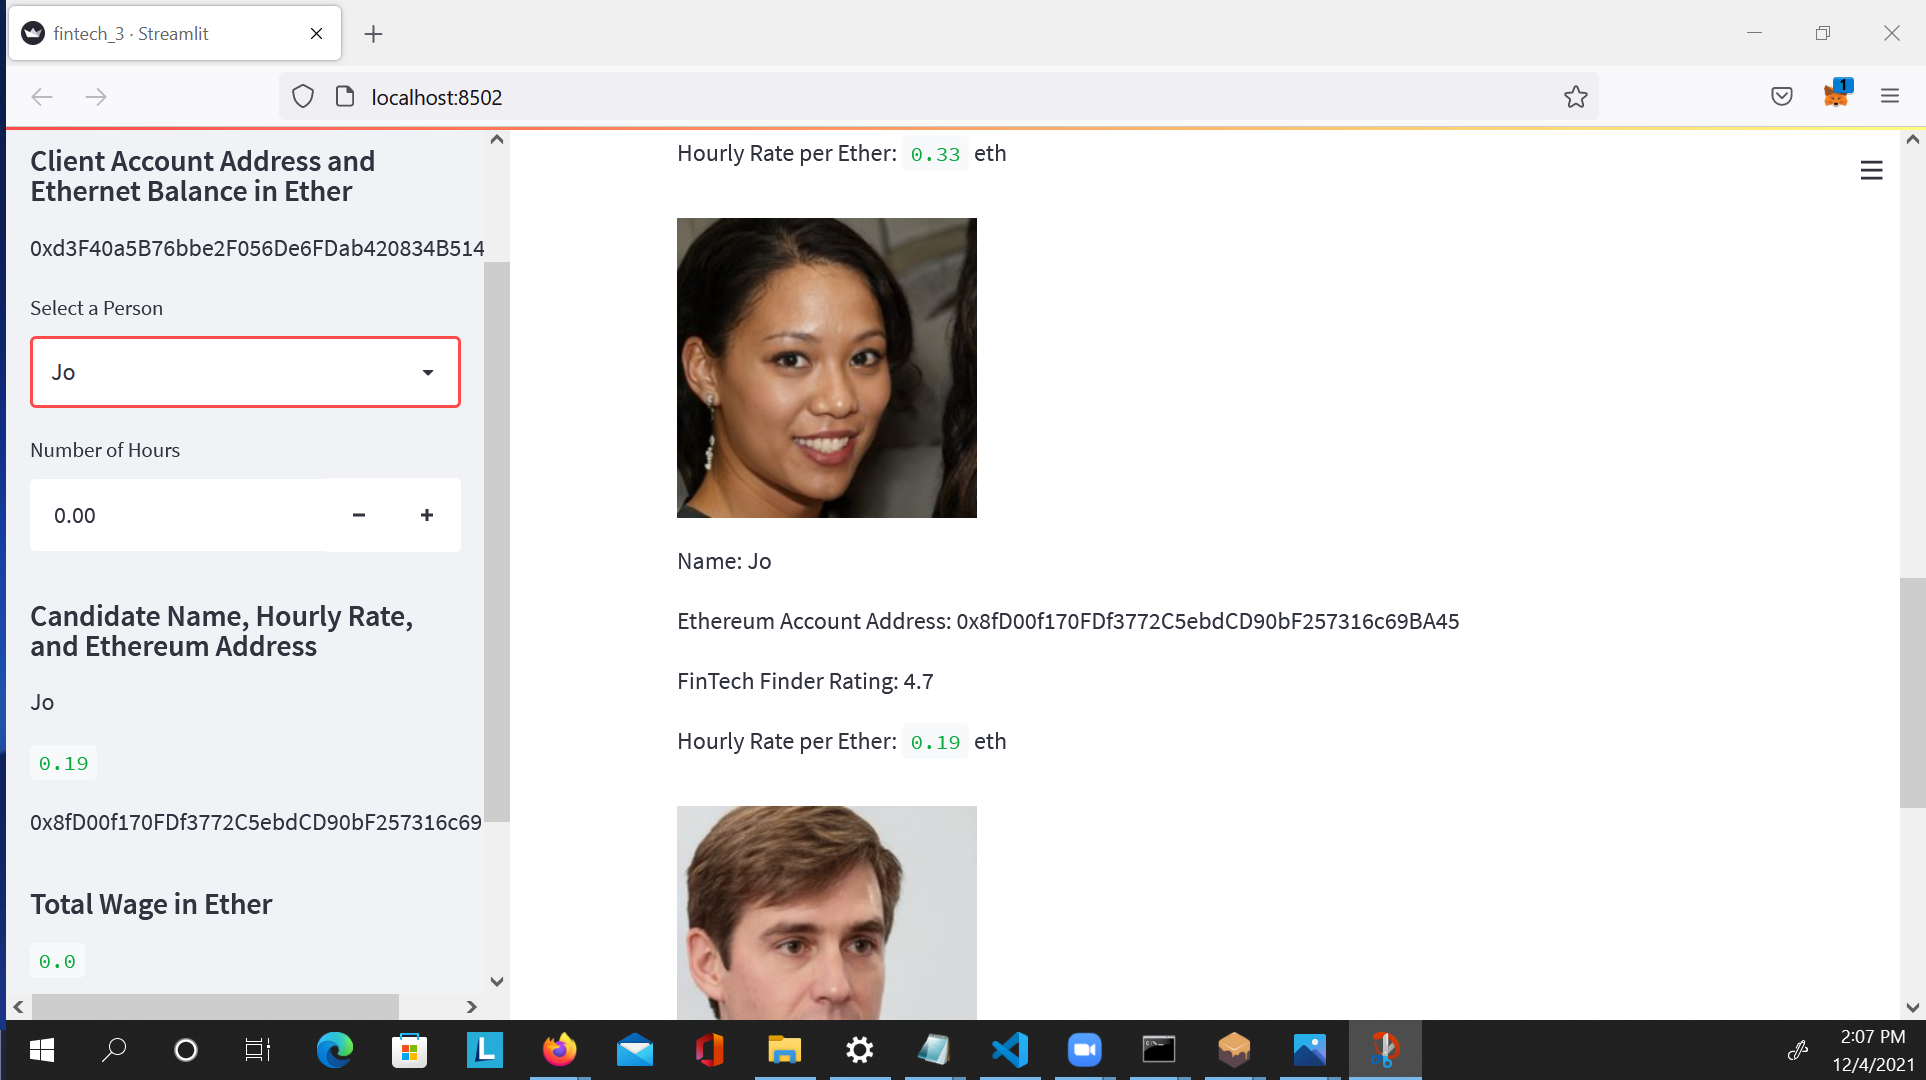 fintech_3 · Streamlit
localhost:8502
1
Client Account Address and
Ethernet Balance in Ether
0xd3F40a5B76bbe2F056De6FDab420834B514
Select a Person
Jo
Number of Hours
0.00
Candidate Name, Hourly Rate,
and Ethereum Address
Jo
0.19
0x8fD00f170FDf3772C5ebdCD90bF257316c69
Total Wage in Ether
0.0
Hourly Rate per Ether: 0.33 eth
Name: Jo
Ethereum Account Address: 0x8fD00f170FDf3772C5ebdCD90bF257316c69BA45
FinTech Finder Rating: 4.7
Hourly Rate per Ether: 0.19 eth
L
2:07 PM
12/4/2021